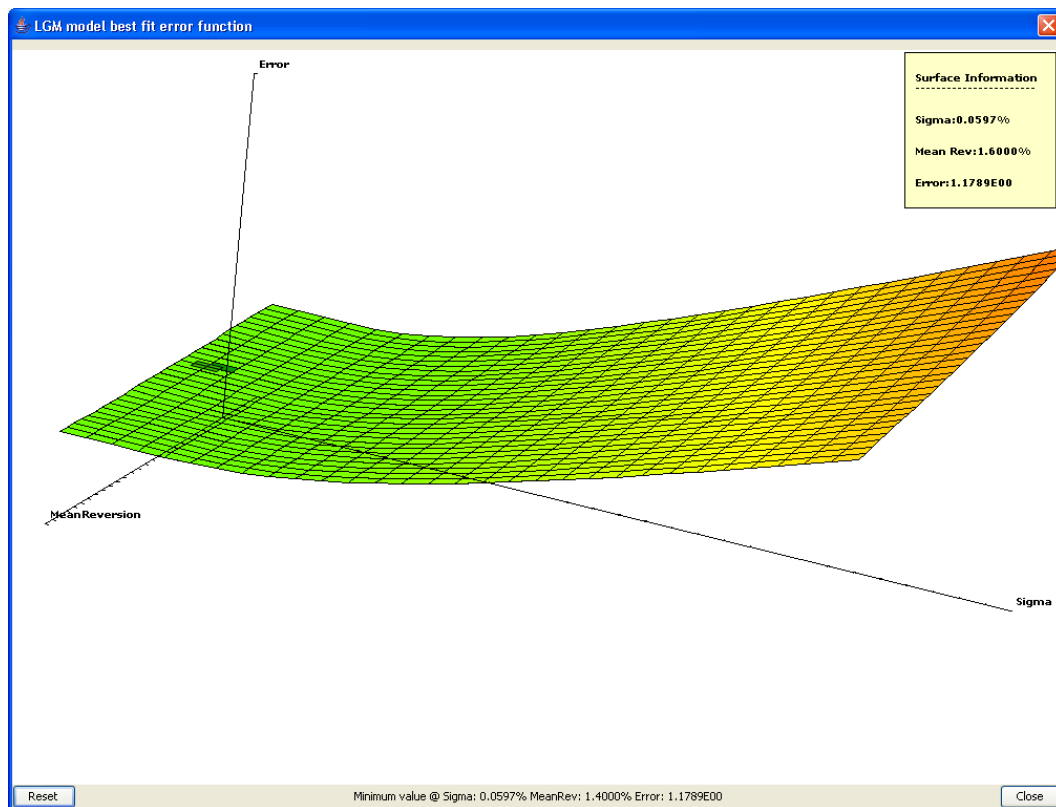 LGM model best fit error function
Error
Surface Information
Sigma:0.0597%
Mean Rev:1.6000%
Error:1.1789E00
MeanReversion
Sigma
Reset
Minimum value @ Sigma: 0.0597% MeanRev: 1.4000% Error: 1.1789E00
Close